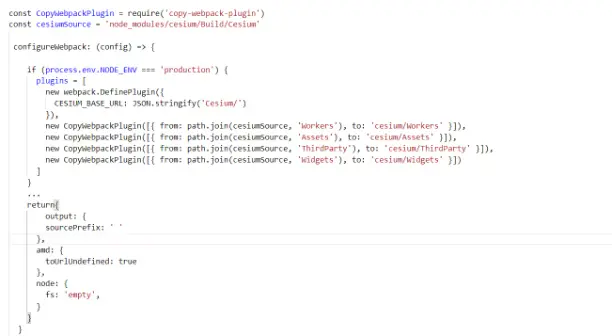 const CopyWebpackPlugin = require('copy-webpack-plugin')
const cesiumSource = 'node_modules/cesium/Build/Cesium'
configureWebpack: (config) => {
if (process.env.NODE_ENV === 'production') {
plugins = [
new webpack.DefinePlugin({
CESIUM_BASE_URL: JSON.stringify('Cesium/')
}),
new CopyWebpackPlugin([{ from: path.join(cesiumSource, 'Workers'), to: 'cesium/Workers' }]),
new CopyWebpackPlugin([{ from: path.join(cesiumSource, 'Assets'), to: 'cesium/Assets' }]),
new CopyWebpackPlugin([{ from: path.join(cesiumSource, 'ThirdParty'), to: 'cesium/ThirdParty' }]),
new CopyWebpackPlugin([{ from: path.join(cesiumSource, 'Widgets'), to: 'cesium/Widgets' }])
]
}
...
return{
output: {
sourcePrefix: ' '
},
amd: {
toUrlUndefined: true
},
node: {
fs: 'empty',
}
}
}